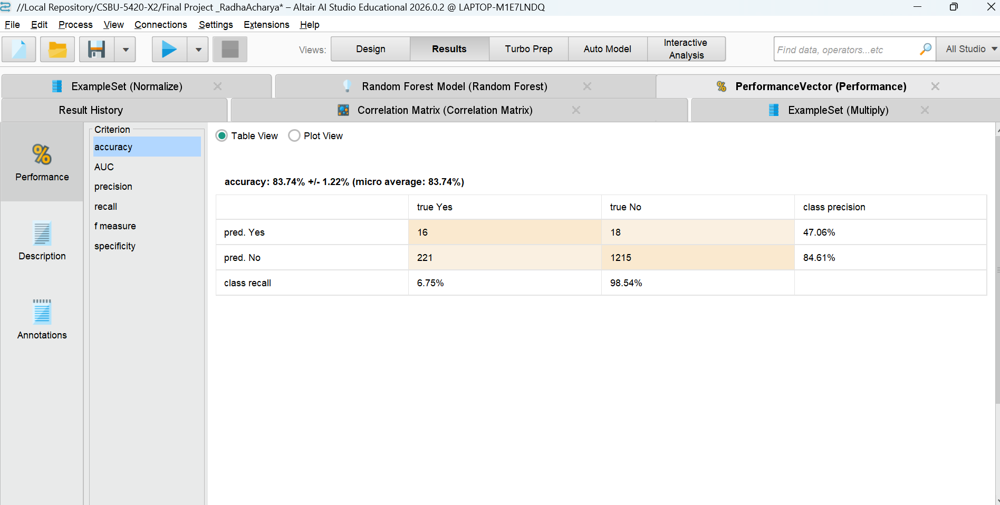 //Local Repository/CSBU-5420-X2/Final Project _RadhaAcharya* – Altair AI Studio Educational 2026.0.2 @ LAPTOP-M1E7LNDQ
File Edit Process View Connections Settings Extensions Help
Views: Design Results Turbo Prep Auto Model Interactive Analysis Find data, operators...etc All Studio
ExampleSet (Normalize) Random Forest Model (Random Forest) % PerformanceVector (Performance)
Result History Correlation Matrix (Correlation Matrix) ExampleSet (Multiply)
%
Performance
Description
Annotations
Criterion
accuracy
AUC
precision
recall
f measure
specificity
Table View Plot View
accuracy: 83.74% +/- 1.22% (micro average: 83.74%)
true Yes true No class precision
pred. Yes 16 18 47.06%
pred. No 221 1215 84.61%
class recall 6.75% 98.54%